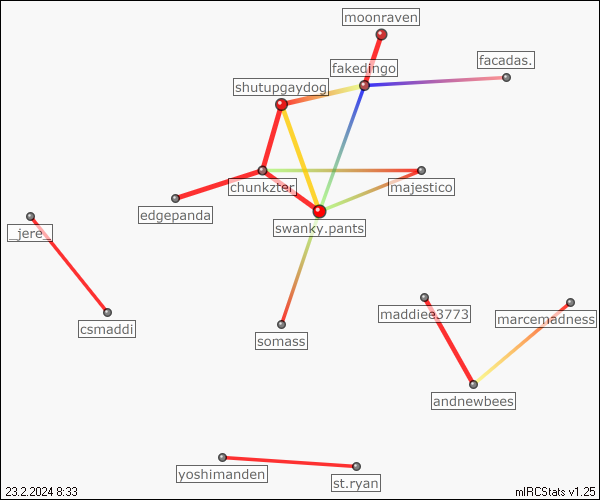 moonraven
facadas.
fakedingo
shutupgaydog
chunkzter
majestico
edgepanda
swanky.pants
_jere_
csmaddi
somass
maddiee3773
marcemadness
andnewbees
yoshimanden
st.ryan
23.2.2024 8:33
mIRCStats v1.25